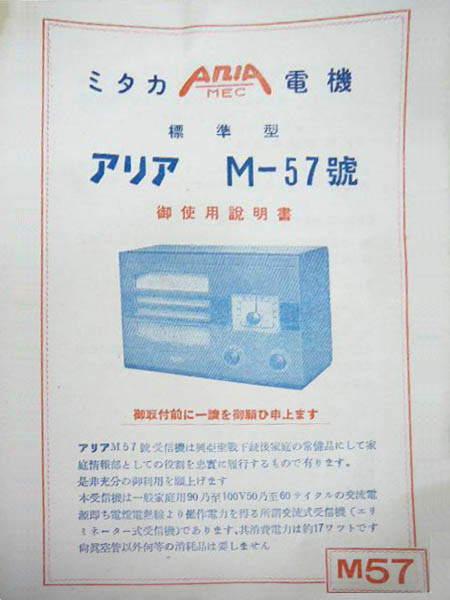 ミタカ ARIA MEC 電機
標準型
アリア M-57號
御使用說明書
御取付前に一讀を御願ひ申上ます
アリアM57號受信機は興亞聖戰下銃後家庭の常備品にして家
庭情報部としての役割を忠實に履行するもので有ります。
是非充分の御利用を願上げます
本受信機は一般家庭用90乃至100V50乃至60サイクルの交流電
源即ち電燈電熱線より操作電力を得る所謂交流式受信機(エリ
ミネーター式受信機)であります、其消費電力は約17ワツトです
尙眞空管以外何等の消耗品は要しません
M57